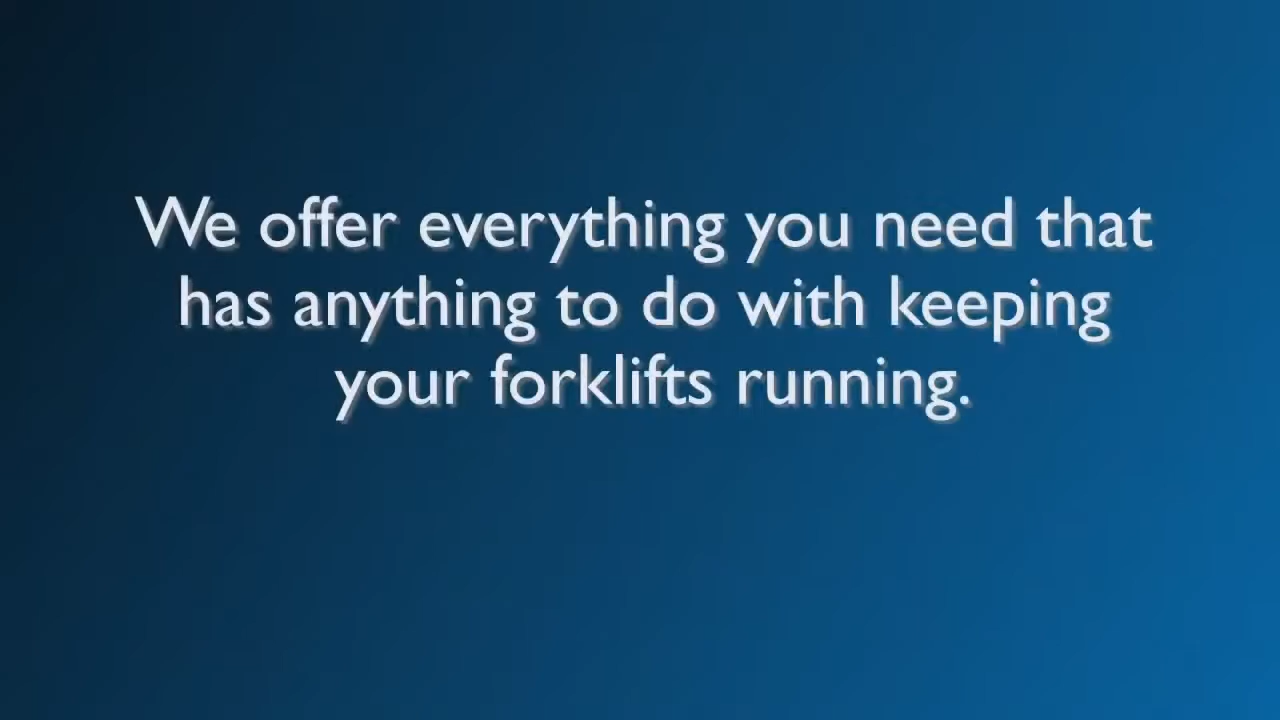 We offer everything you need that
has anything to do with keeping
your forklifts running.